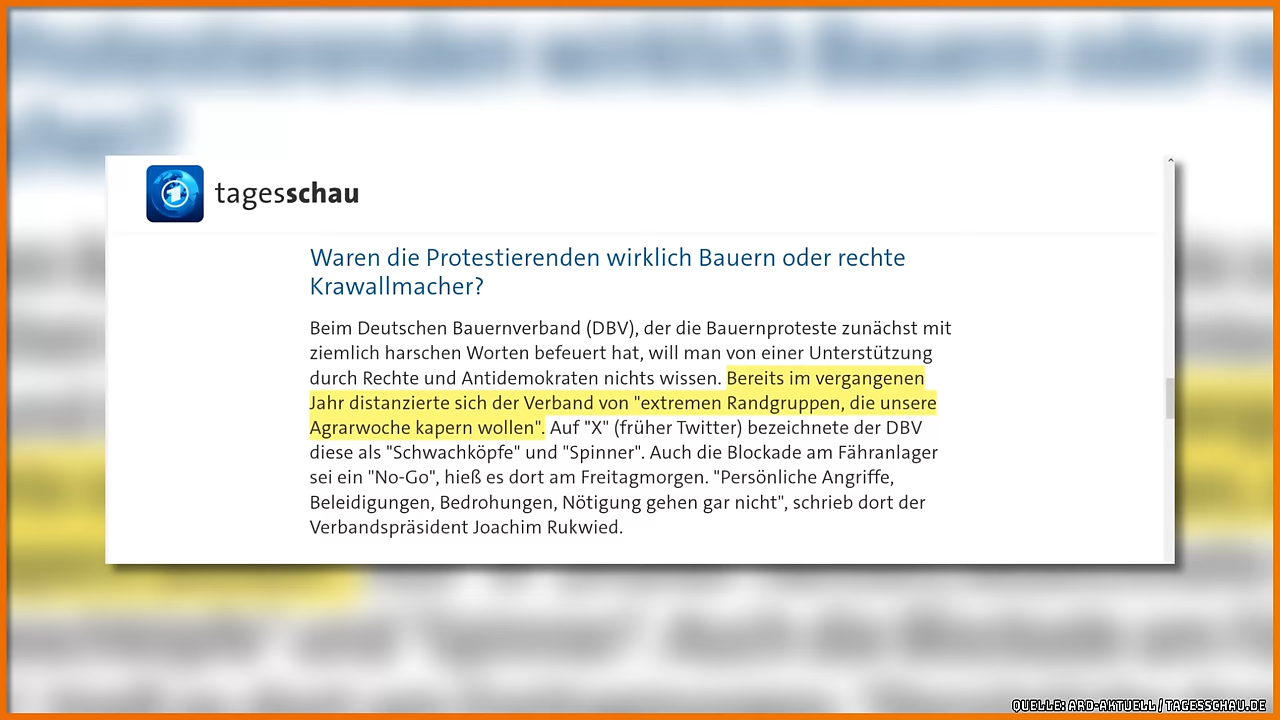 tagesschau
Waren die Protestierenden wirklich Bauern oder rechte
Krawallmacher?
Beim Deutschen Bauernverband (DBV), der die Bauernproteste zunächst mit
ziemlich harschen Worten befeuert hat, will man von einer Unterstützung
durch Rechte und Antidemokraten nichts wissen. Bereits im vergangenen
Jahr distanzierte sich der Verband von "extremen Randgruppen, die unsere
Agrarwoche kapern wollen". Auf "X" (früher Twitter) bezeichnete der DBV
diese als "Schwachköpfe" und "Spinner". Auch die Blockade am Fähranlager
sei ein "No-Go", hieß es dort am Freitagmorgen. "Persönliche Angriffe,
Beleidigungen, Bedrohungen, Nötigung gehen gar nicht", schrieb dort der
Verbandspräsident Joachim Rukwied.
QUELLE: ARD-AKTUELL / TAGESSCHAU.DE